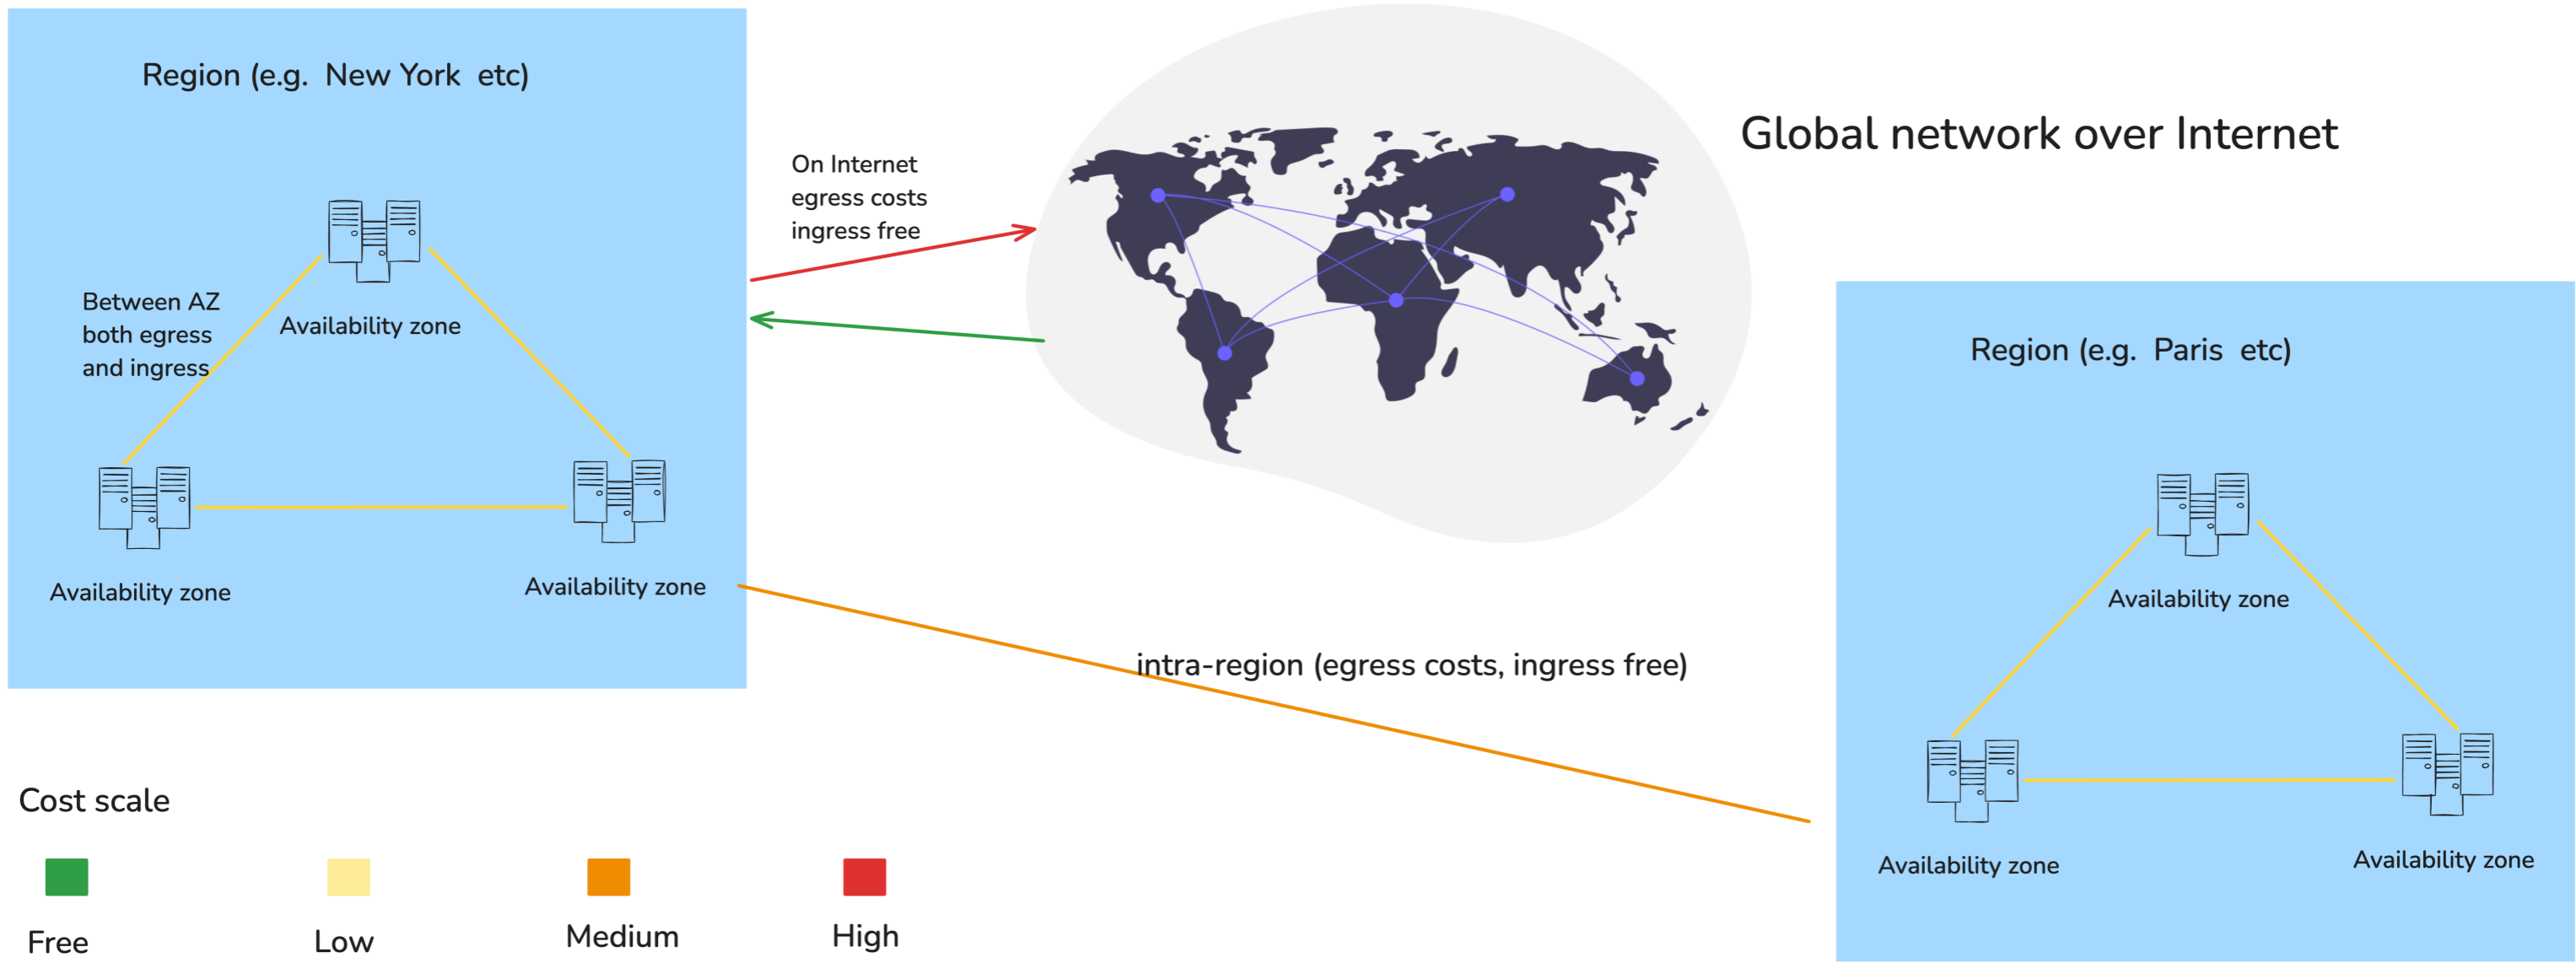 Region (e.g. New York etc)
Between AZ
both egress
and ingress
Availability zone
Availability zone
Availability zone
On Internet
egress costs
ingress free
Global network over Internet
intra-region (egress costs, ingress free)
Region (e.g. Paris etc)
Availability zone
Availability zone
Availability zone
Cost scale
Free
Low
Medium
High